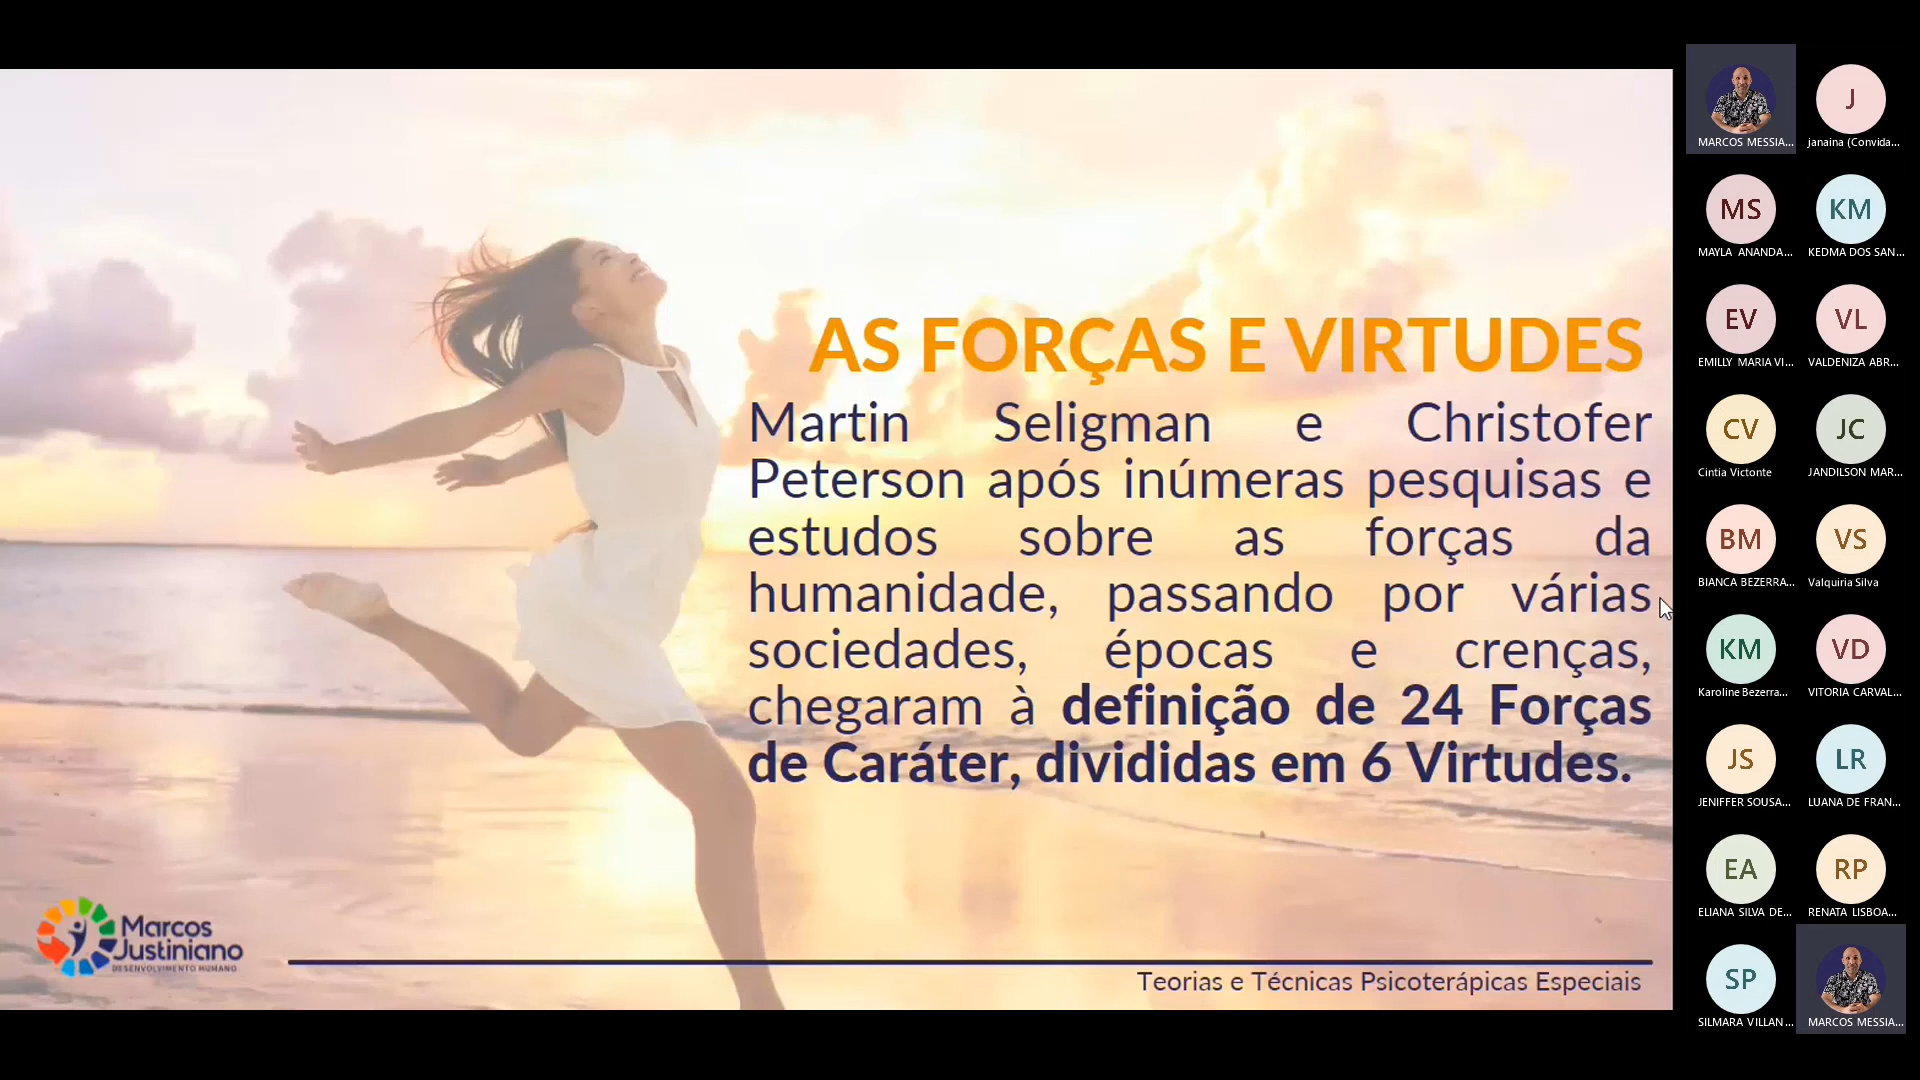 AS FORÇAS E VIRTUDES
Martin Seligman e Christofer
Peterson após inúmeras pesquisas e
estudos sobre as forças da
humanidade, passando por várias
sociedades, épocas e crenças,
chegaram à definição de 24 Forças
de Caráter, divididas em 6 Virtudes.
Marcos
Justiniano
DESENVOLVIMENTO HUMANO
Teorias e Técnicas Psicoterápicas Especiais
MARCOS MESSIA...
J
janaina (Convida...
MS
MAYLA ANANDA...
KM
KEDMA DOS SAN...
EV
EMILLY MARIA VI...
VL
VALDENIZA ABR...
CV
Cintia Victonte
JC
JANDILSON MAR...
BM
BIANCA BEZERRA...
VS
Valquiria Silva
KM
Karoline Bezerra...
VD
VITORIA CARVAL...
JS
JENIFFER SOUSA...
LR
LUANA DE FRAN...
EA
ELIANA SILVA DE...
RP
RENATA LISBOA...
SP
SILMARA VILLAN...
MARCOS MESSIA...